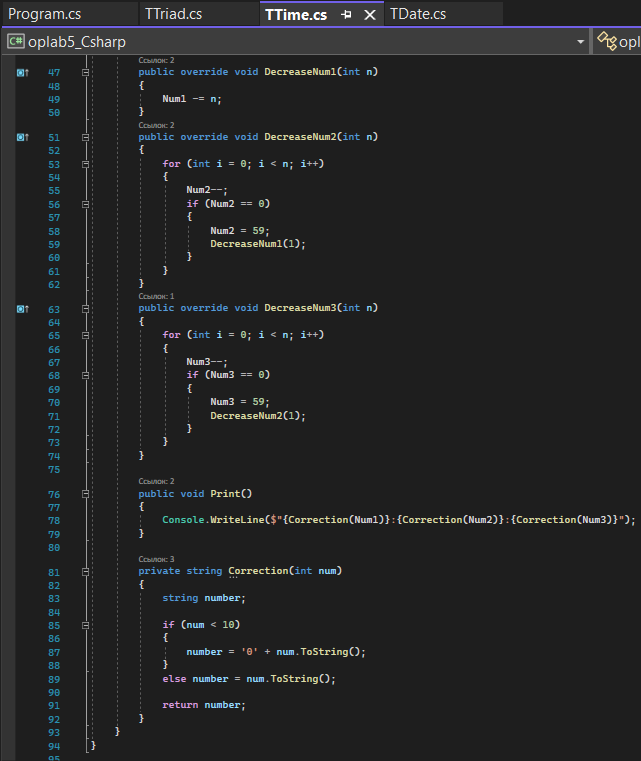 Program.cs TTriad.cs TTime.cs TDate.cs
C# oplab5_Csharp opl
Ссылок: 2
47 public override void DecreaseNum1(int n)
48 {
49 Num1 -= n;
50 }
Ссылок: 2
51 public override void DecreaseNum2(int n)
52 {
53 for (int i = 0; i < n; i++)
54 {
55 Num2--;
56 if (Num2 == 0)
57 {
58 Num2 = 59;
59 DecreaseNum1(1);
60 }
61 }
62 }
Ссылок: 1
63 public override void DecreaseNum3(int n)
64 {
65 for (int i = 0; i < n; i++)
66 {
67 Num3--;
68 if (Num3 == 0)
69 {
70 Num3 = 59;
71 DecreaseNum2(1);
72 }
73 }
74 }
75
Ссылок: 2
76 public void Print()
77 {
78 Console.WriteLine($"{Correction(Num1)}:{Correction(Num2)}:{Correction(Num3)}");
79 }
80
Ссылок: 3
81 private string Correction(int num)
82 {
83 string number;
84
85 if (num < 10)
86 {
87 number = '0' + num.ToString();
88 }
89 else number = num.ToString();
90
91 return number;
92 }
93 }
94 }
95